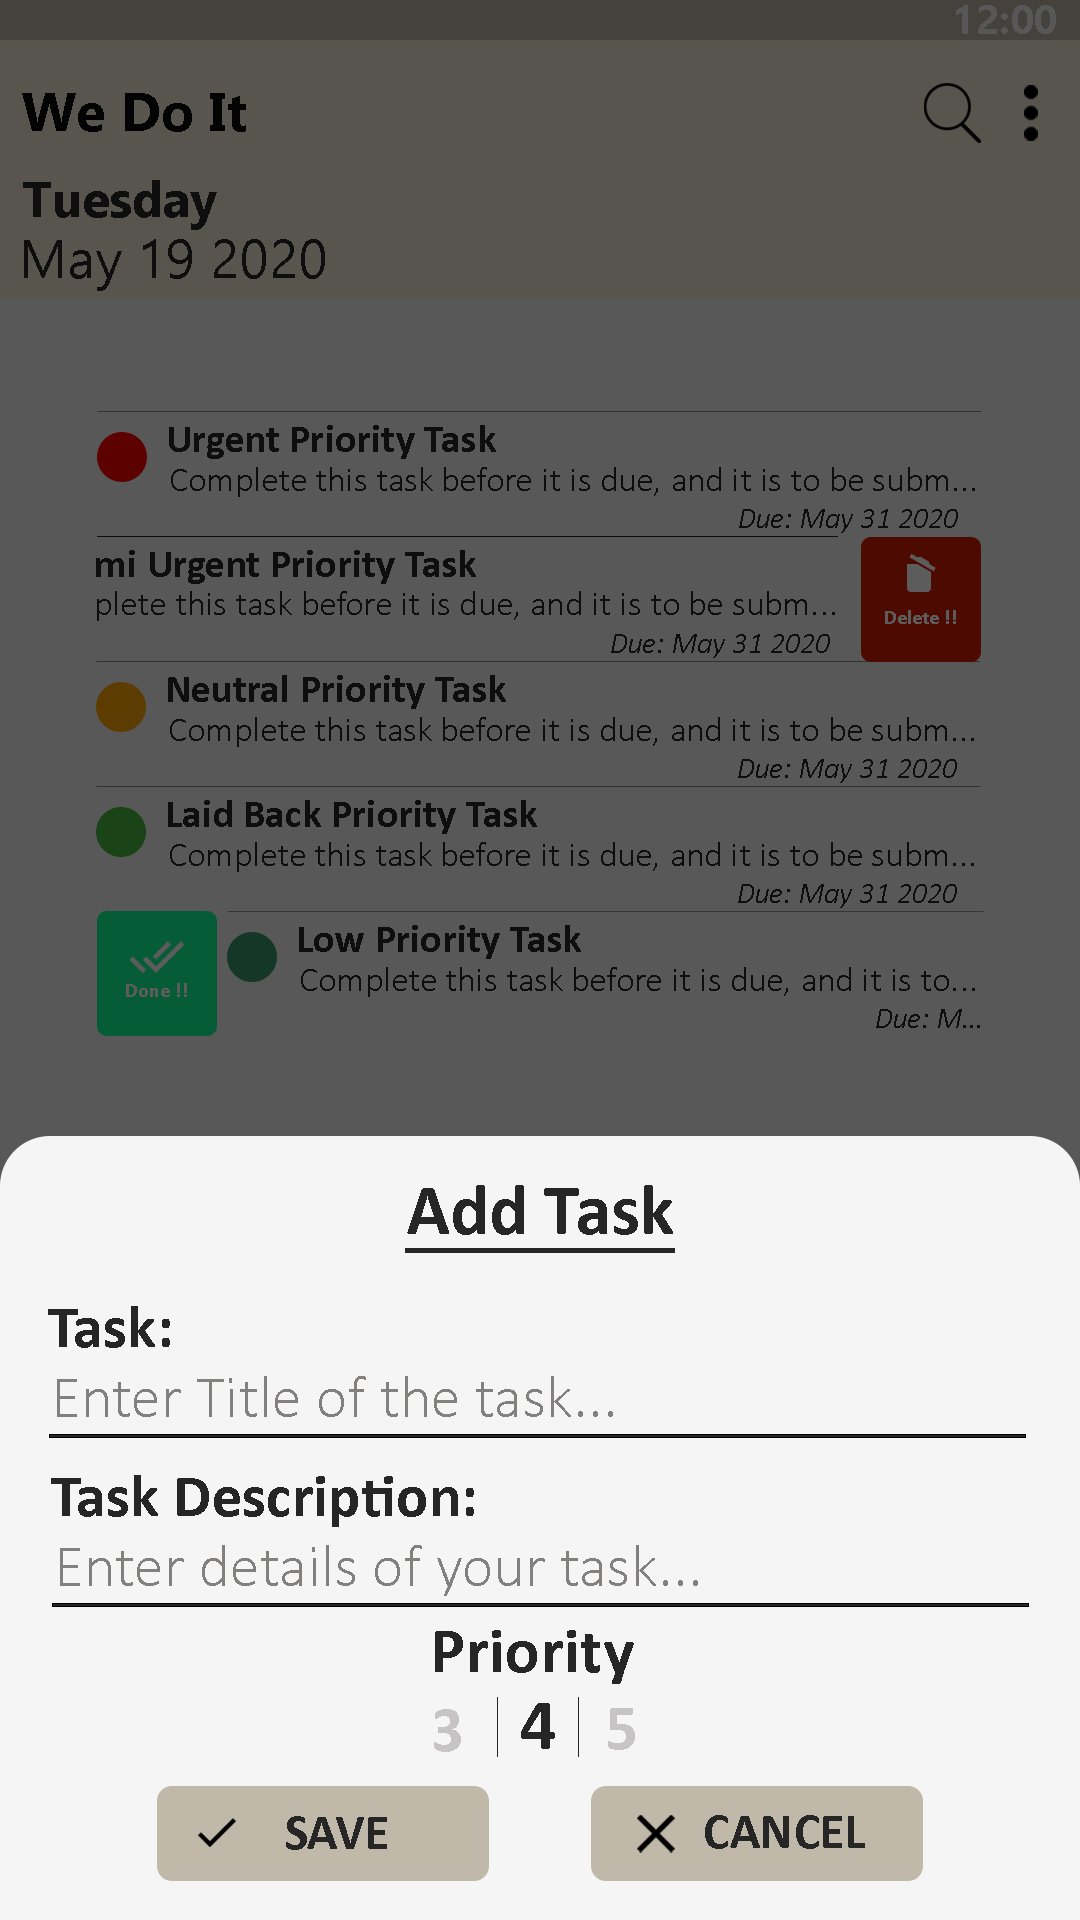 12:00
We Do It
Tuesday
May 19 2020
Urgent Priority Task
Complete this task before it is due, and it is to be subm...
Due: May 31 2020
mi Urgent Priority Task
plete this task before it is due, and it is to be subm...
Due: May 31 2020
Delete !!
Neutral Priority Task
Complete this task before it is due, and it is to be subm...
Due: May 31 2020
Laid Back Priority Task
Complete this task before it is due, and it is to be subm...
Due: May 31 2020
Done !!
Low Priority Task
Complete this task before it is due, and it is to...
Due: M...
Add Task
Task:
Enter Title of the task...
Task Description:
Enter details of your task...
Priority
3 4 5
SAVE
CANCEL